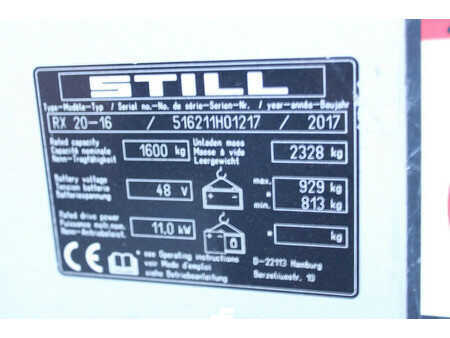 STILL
Type-Modèle-Typ / Serial no.-No. de série-Serien-Nr. / year-année-Baujahr
RX 20-16 / 516211H01217 / 2017
Rated capacity
Capacité nominale 1600 kg
Nenn-Tragfähigkeit
Unladen mass
Masse à vide 2328 kg
Leergewicht
Battery voltage
Tension batterie 48 V
Batteriespannung
max. 929 kg
min. 813 kg
Rated drive power
Puissance motr.nom. 11.0 kW
Nenn-Antriebsleist.
* kg
CE
* see Operating instructions
voir Mode d'emploi
siehe Betriebsanleitung
D-22113 Hamburg
Berzeliusstr. 10